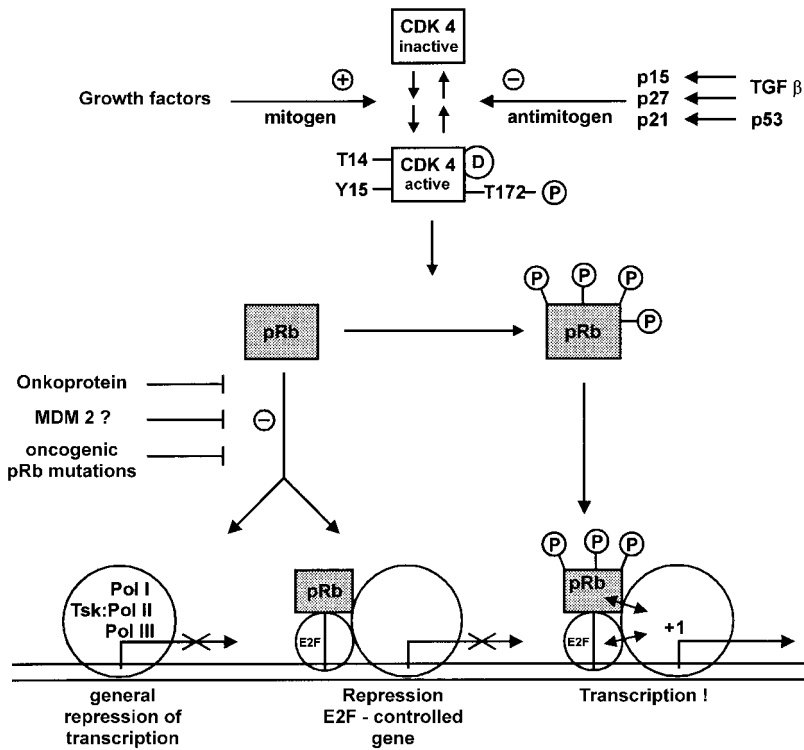 CDK 4
inactive
+
−
Growth factors
mitogen
antimitogen
p15
p27
p21
TGF β
p53
T14
Y15
CDK 4
active
D
T172
P
pRb
P
P
P
P
pRb
Onkoprotein
MDM 2 ?
oncogenic
pRb mutations
−
Pol I
Tsk:Pol II
Pol III
pRb
E2F
P
P
P
pRb
E2F
+1
general
repression of
transcription
Repression
E2F - controlled
gene
Transcription !